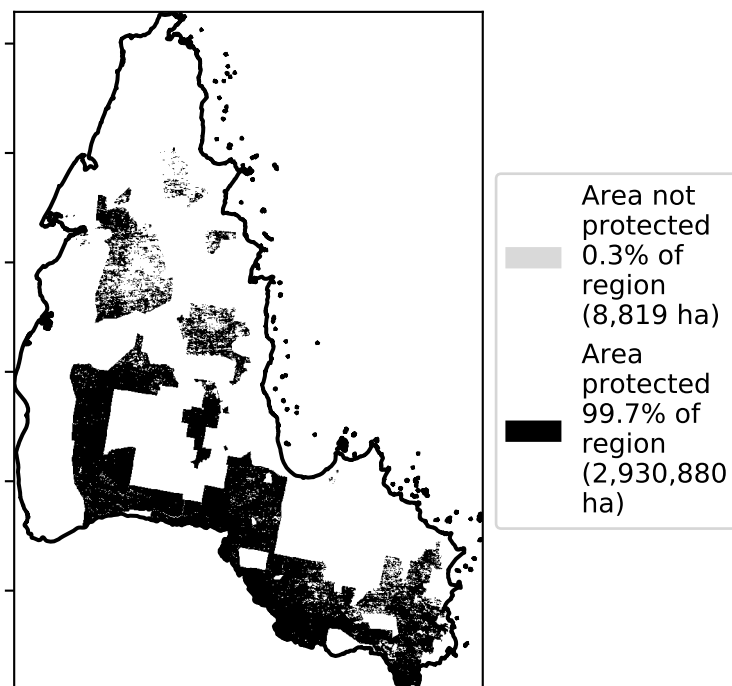 Area not
protected
0.3% of
region
(8,819 ha)
Area
protected
99.7% of
region
(2,930,880
ha)